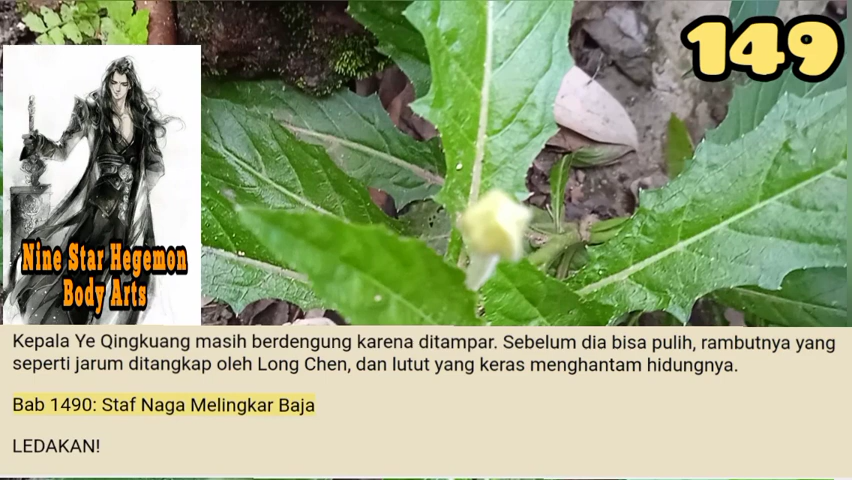 149
Nine Star Hegemon
Body Arts
Kepala Ye Qingkuang masih berdengung karena ditampar. Sebelum dia bisa pulih, rambutnya yang
seperti jarum ditangkap oleh Long Chen, dan lutut yang keras menghantam hidungnya.
Bab 1490: Staf Naga Melingkar Baja
LEDAKAN!